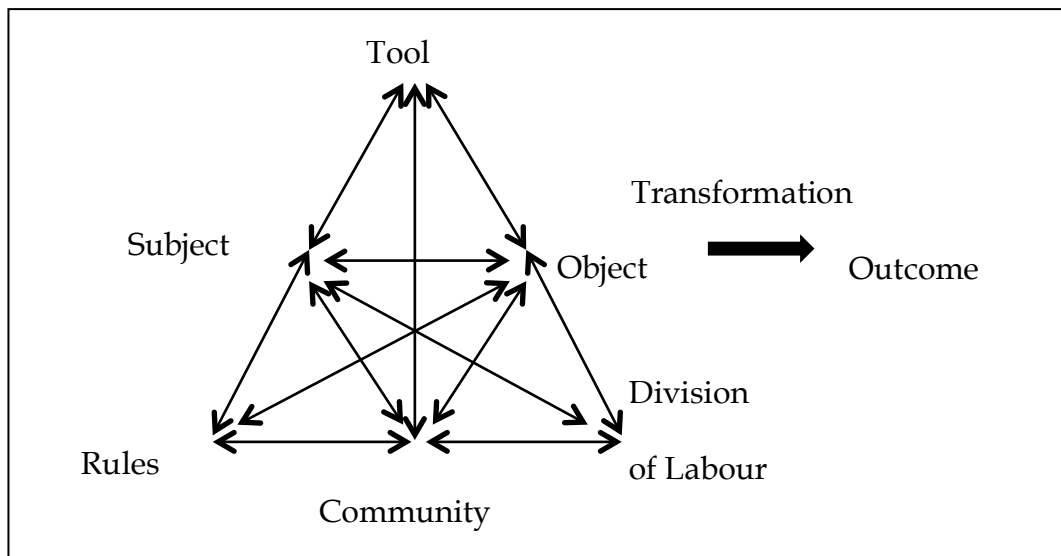 Tool
Transformation
Subject
Object
Outcome
Division
of Labour
Rules
Community